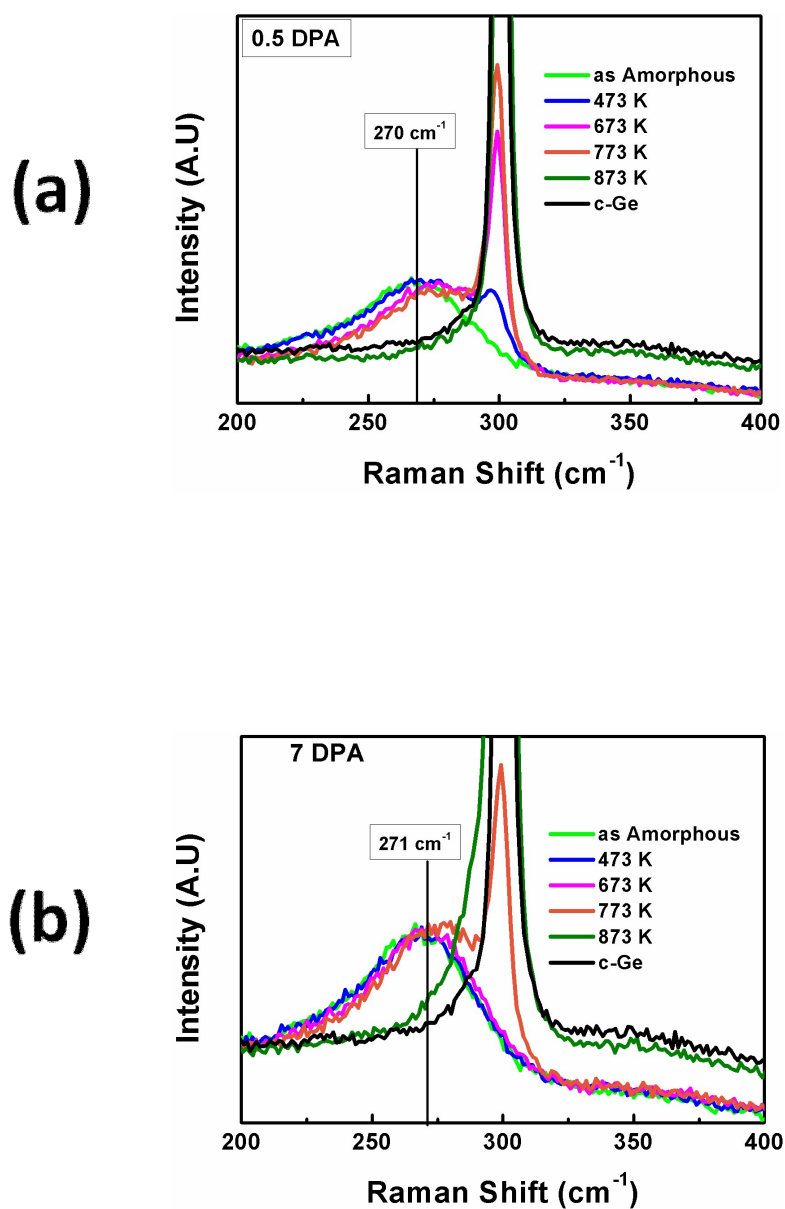 (a)
0.5 DPA
270 cm⁻¹
as Amorphous
473 K
673 K
773 K
873 K
c-Ge
Intensity (A.U)
200 250 300 350 400
Raman Shift (cm⁻¹)
(b)
7 DPA
271 cm⁻¹
as Amorphous
473 K
673 K
773 K
873 K
c-Ge
Intensity (A.U)
200 250 300 350 400
Raman Shift (cm⁻¹)